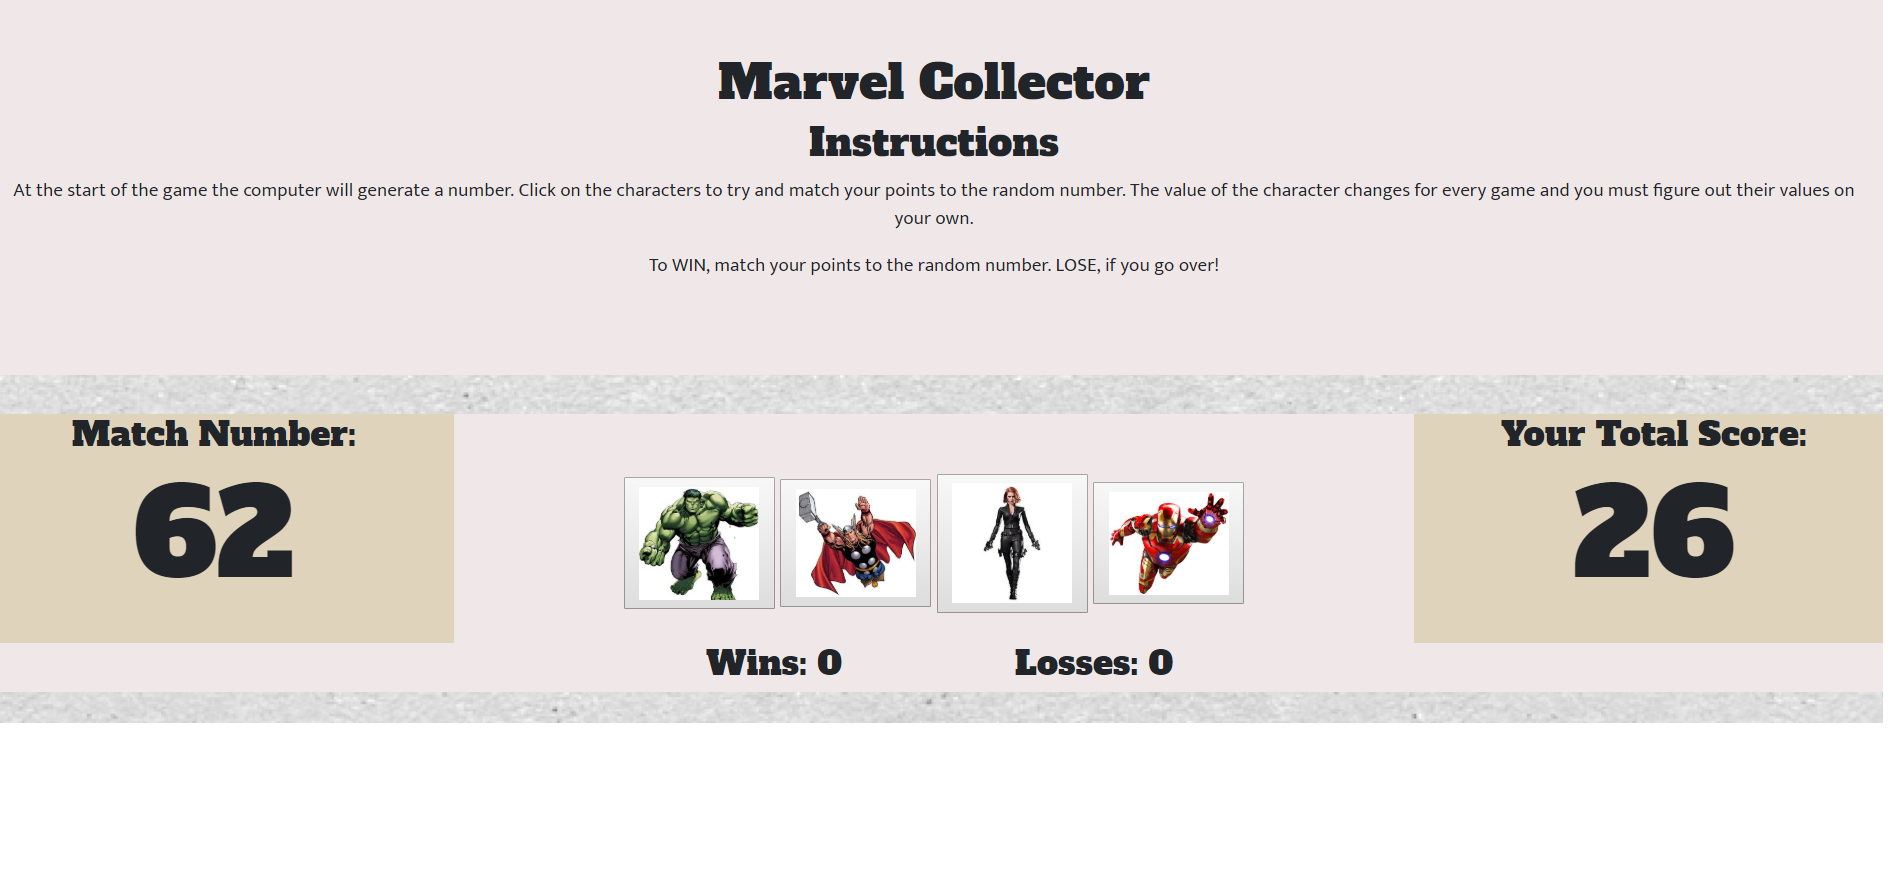 Marvel Collector
Instructions
At the start of the game the computer will generate a number. Click on the characters to try and match your points to the random number. The value of the character changes for every game and you must figure out their values on
your own.
To WIN, match your points to the random number. LOSE, if you go over!
Match Number:
62
Your Total Score:
26
Wins: 0
Losses: 0